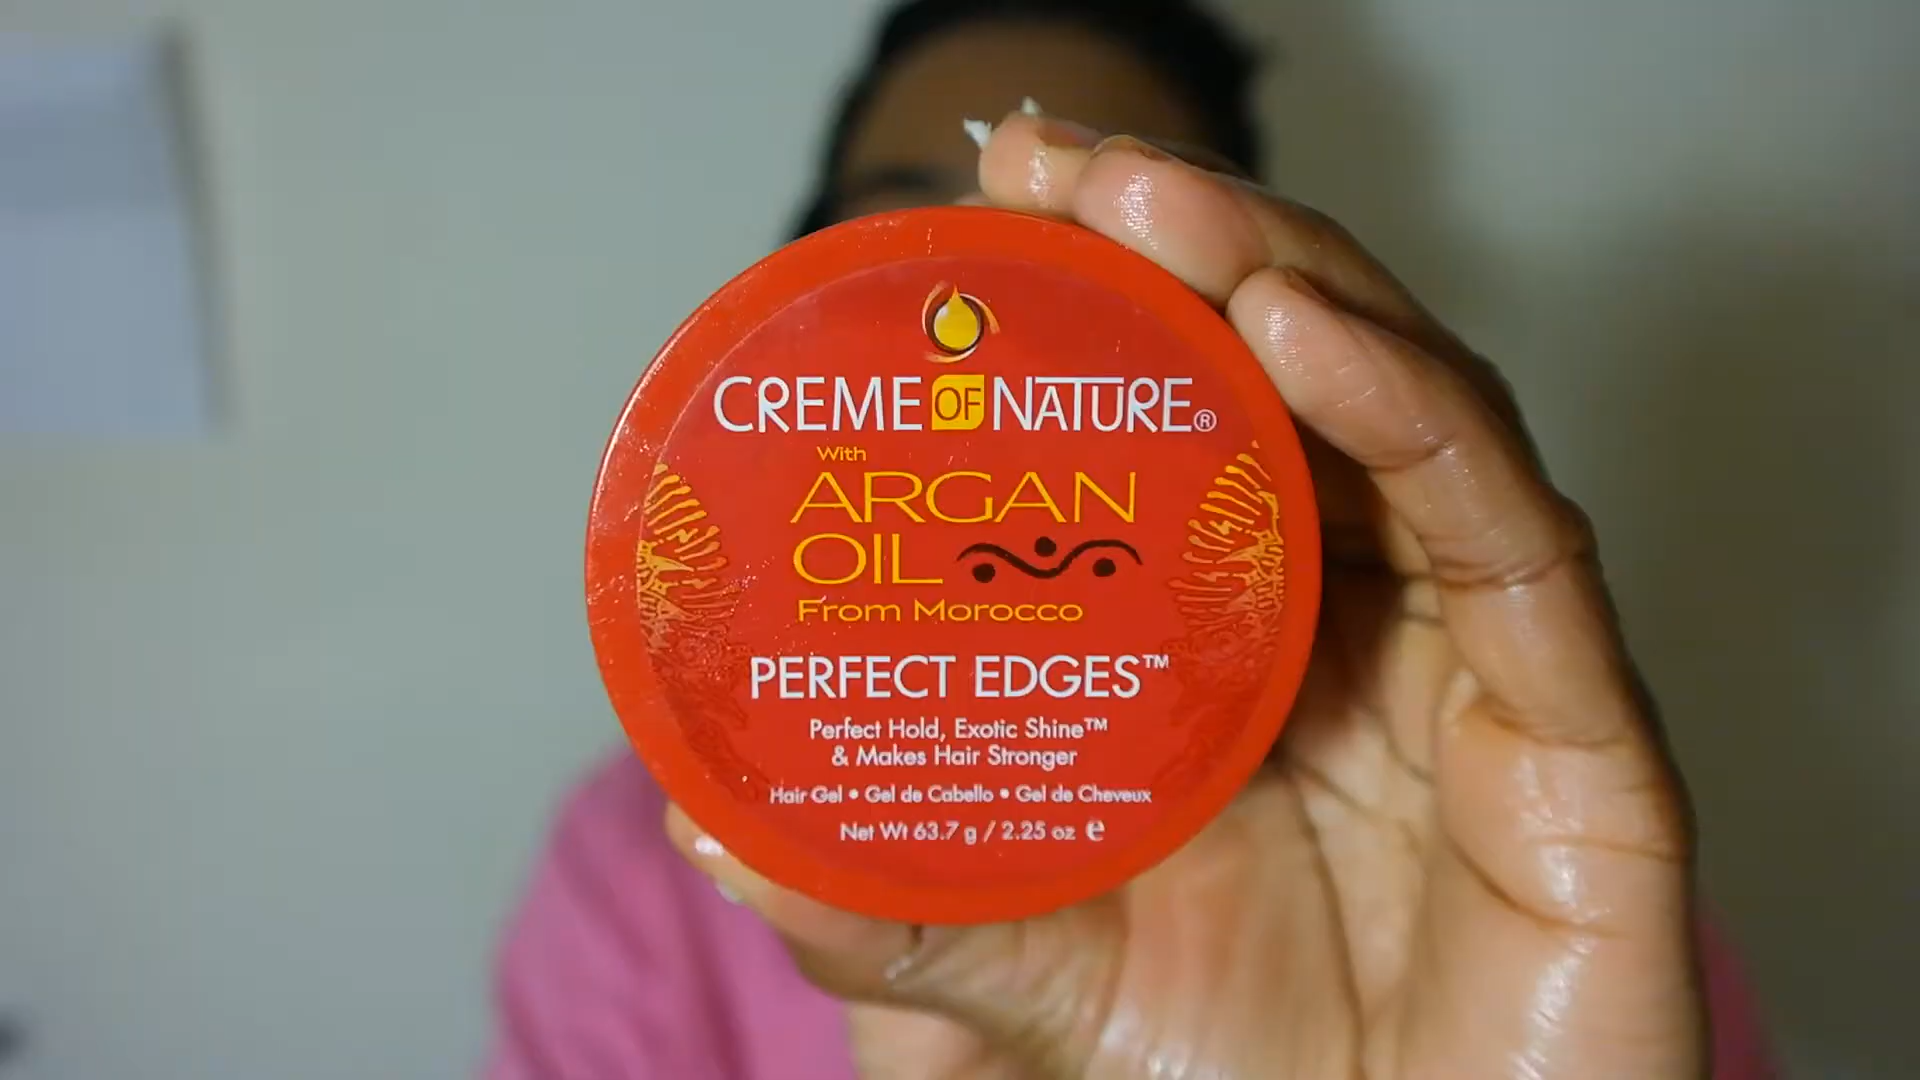 CREME OF NATURE®
With
ARGAN
OIL
From Morocco
PERFECT EDGES™
Perfect Hold, Exotic Shine™
& Makes Hair Stronger
Hair Gel • Gel de Cabello • Gel de Cheveux
Net Wt 63.7 g / 2.25 oz ℮